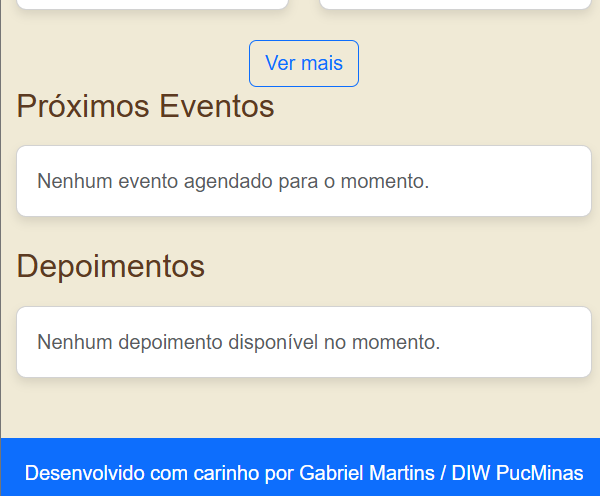 Ver mais
Próximos Eventos
Nenhum evento agendado para o momento.
Depoimentos
Nenhum depoimento disponível no momento.
Desenvolvido com carinho por Gabriel Martins / DIW PucMinas